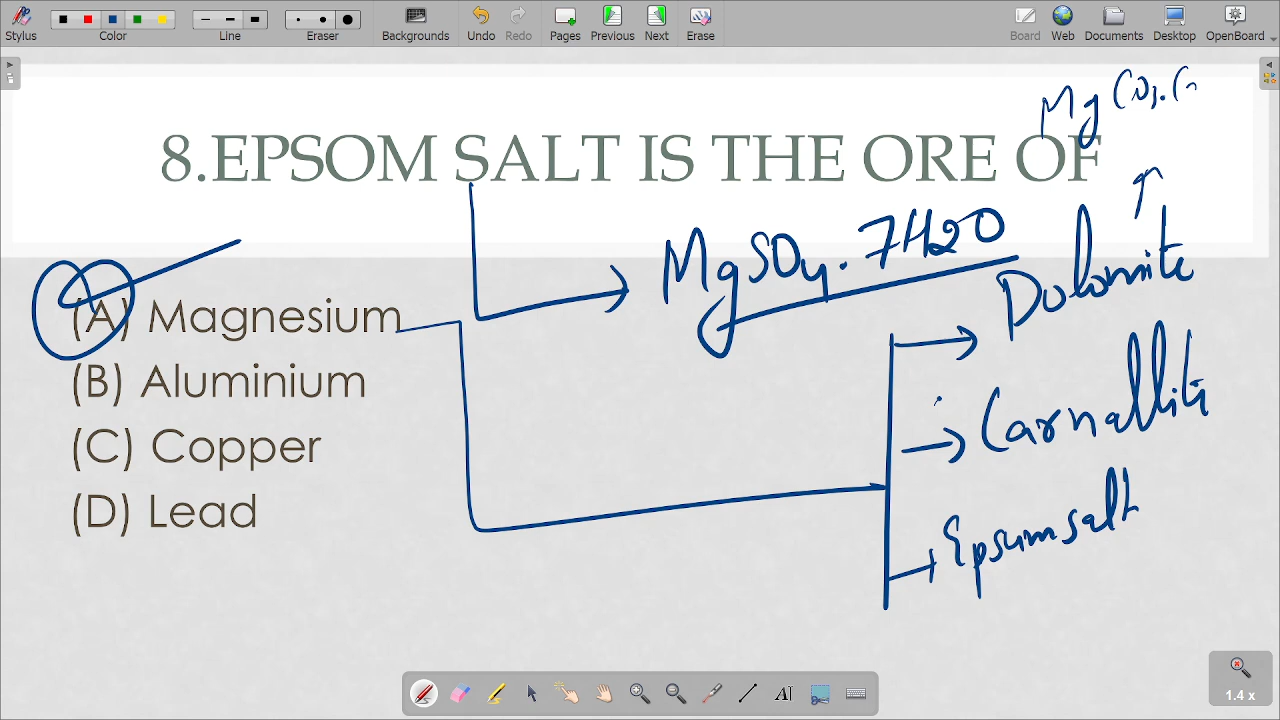 Stylus Color Line Eraser Backgrounds Undo Redo Pages Previous Next Erase Board Web Documents Desktop OpenBoard
8.EPSOM SALT IS THE ORE OF
MgSO4.7H2O
Dolomite
(A) Magnesium
(B) Aluminium
Carnallite
(C) Copper
(D) Lead
Epsumsalt
1.4 x